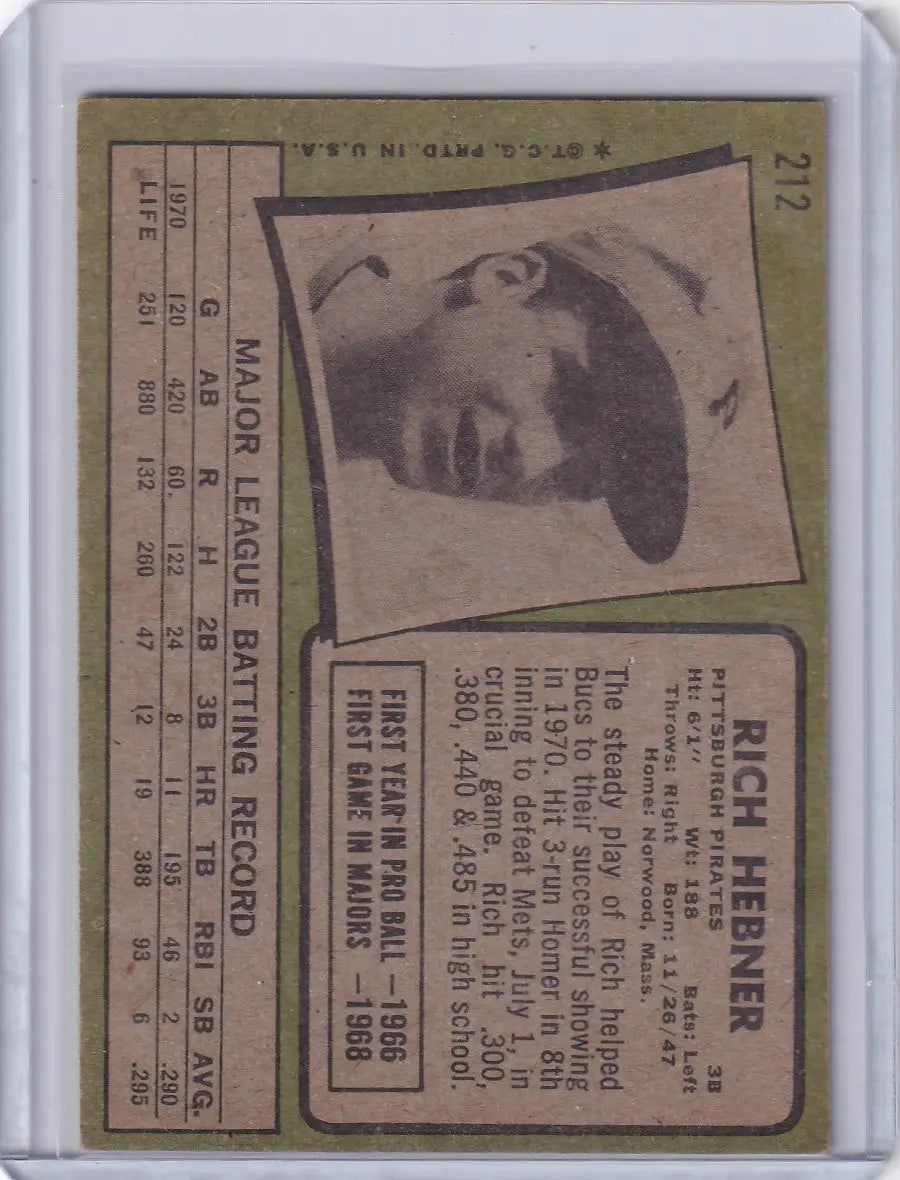 212
✶ ©T.C.G. PRTD. IN U.S.A.
RICH HEBNER
PITTSBURGH PIRATES 3B
Ht: 6'1'' Wt: 188 Bats: Left
Throws: Right Born: 11/26/47
Home: Norwood, Mass.
The steady play of Rich helped
Bucs to their successful showing
in 1970. Hit 3-run Homer in 8th
inning to defeat Mets, July 1, in
crucial game. Rich hit .300,
.380, .440 & .485 in high school.
FIRST YEAR IN PRO BALL —1966
FIRST GAME IN MAJORS —1968
MAJOR LEAGUE BATTING RECORD
G AB R H 2B 3B HR TB RBI SB AVG.
1970 120 420 60. 122 24 8 11 195 46 2 .290
LIFE 251 880 132 260 47 12 19 388 93 6 .295